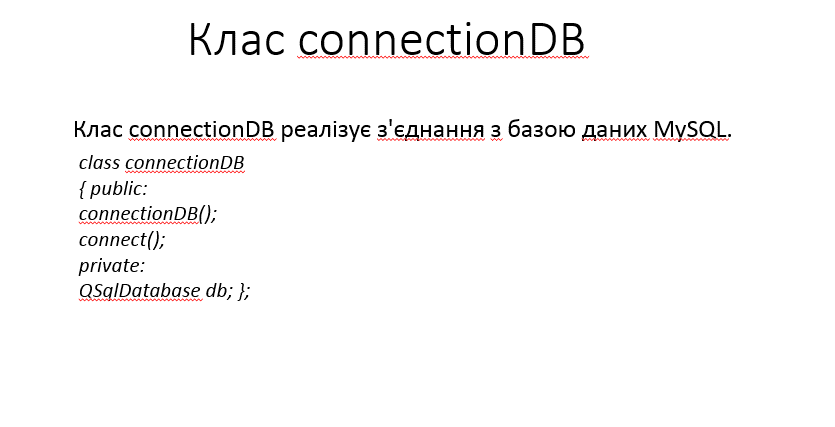 Клас connectionDB
Клас connectionDB реалізує з'єднання з базою даних MySQL.
class connectionDB
{ public:
connectionDB();
connect();
private:
QSqlDatabase db; };